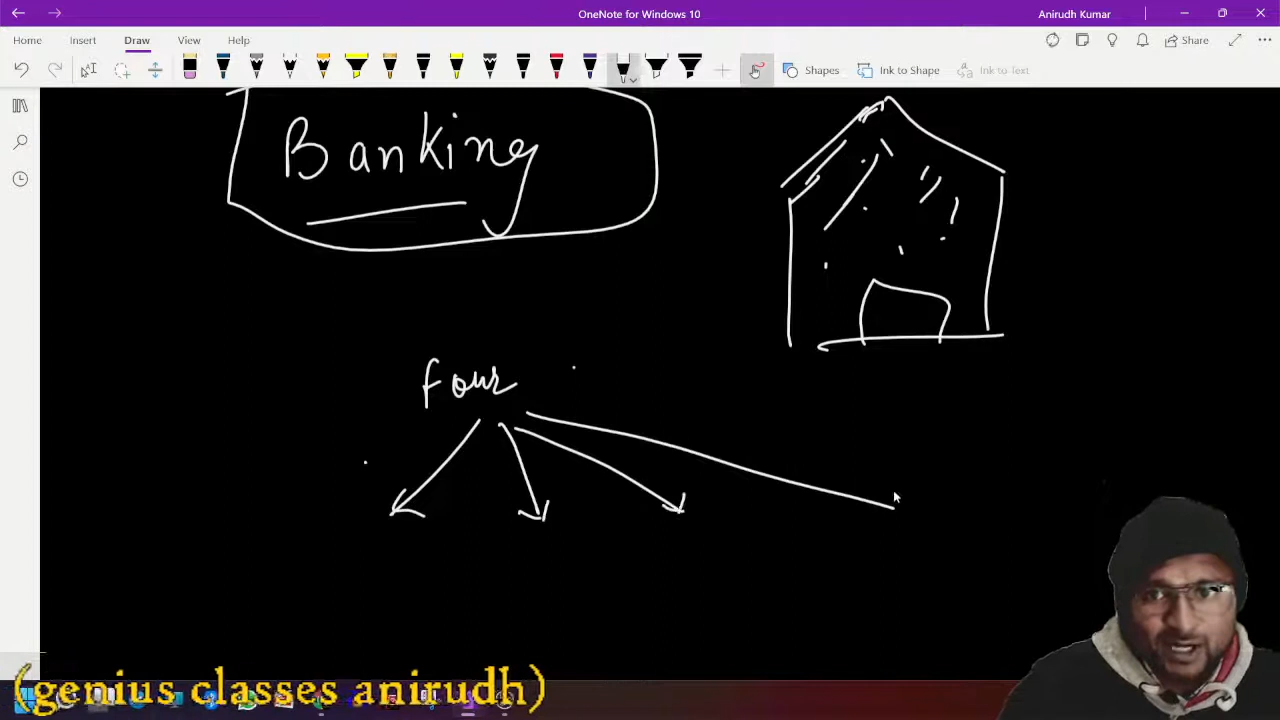 OneNote for Windows 10
Anirudh Kumar
Home Insert Draw View Help
Share
Shapes Ink to Shape Ink to Text
Banking
four
(genius classes anirudh)